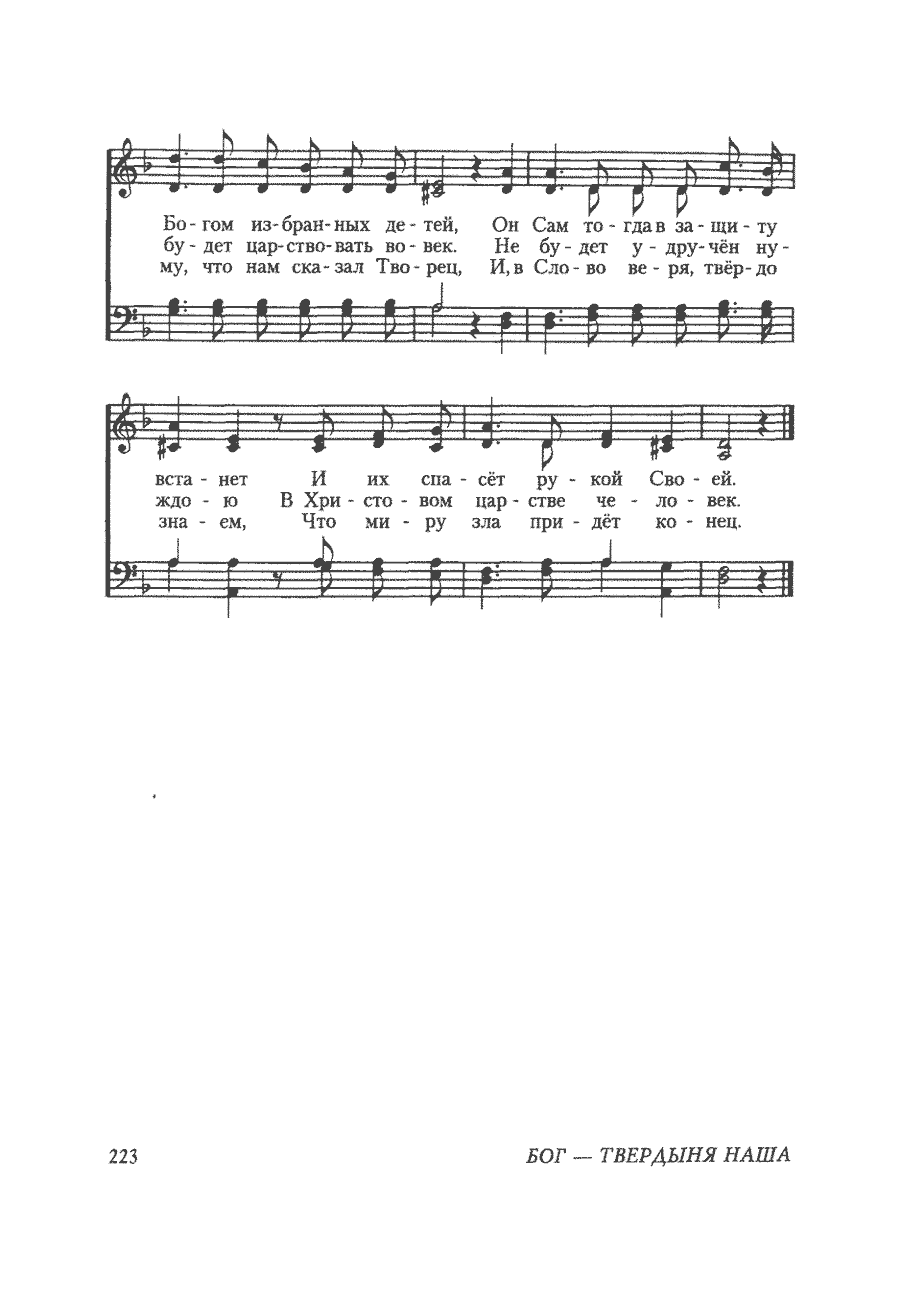 Бо - гом из - бран - ных де - тей, Он Сам то - гда в за - щи - ту
бу - дет цар - ство - вать во - век. Не бу - дет у - дру - чён ну -
му, что нам ска - зал Тво - рец, И, в Сло - во ве - ря, твёр - до
вста - нет И их спа - сёт ру - кой Сво - ей.
ждо - ю В Хри - сто - вом цар - стве че - ло - век.
зна - ем, Что ми - ру зла при - дёт ко - нец.
223 БОГ — ТВЕРДЫНЯ НАША